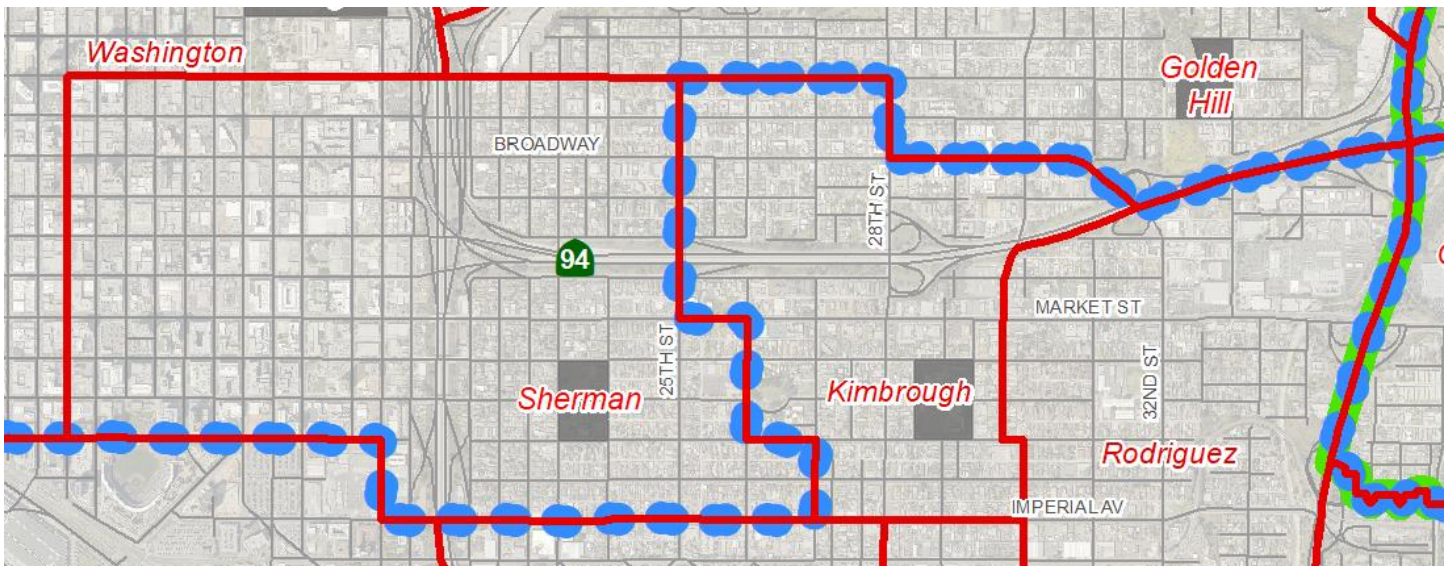 Washington
Golden
Hill
BROADWAY
28TH ST
94
MARKET ST
25TH ST
32ND ST
Sherman
Kimbrough
Rodriguez
IMPERIAL AV